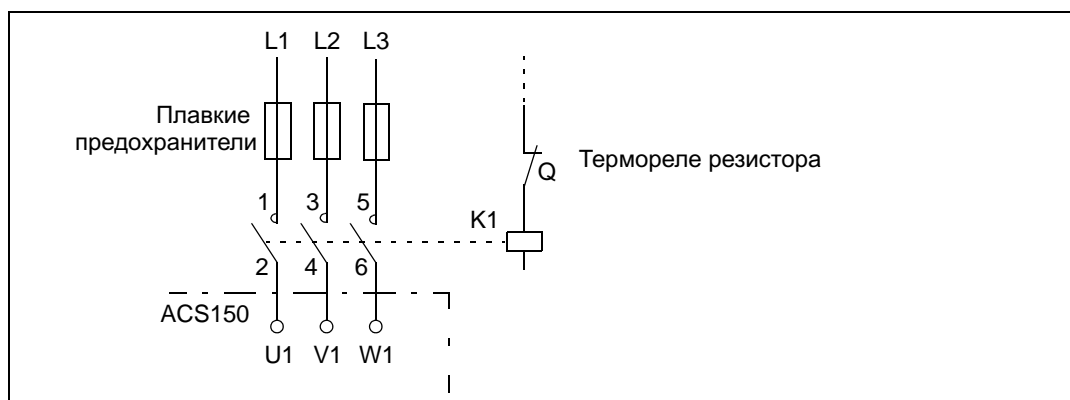 L1 L2 L3
Плавкие
предохранители
Термореле резистора
Q
1 3 5
K1
2 4 6
ACS150
U1 V1 W1